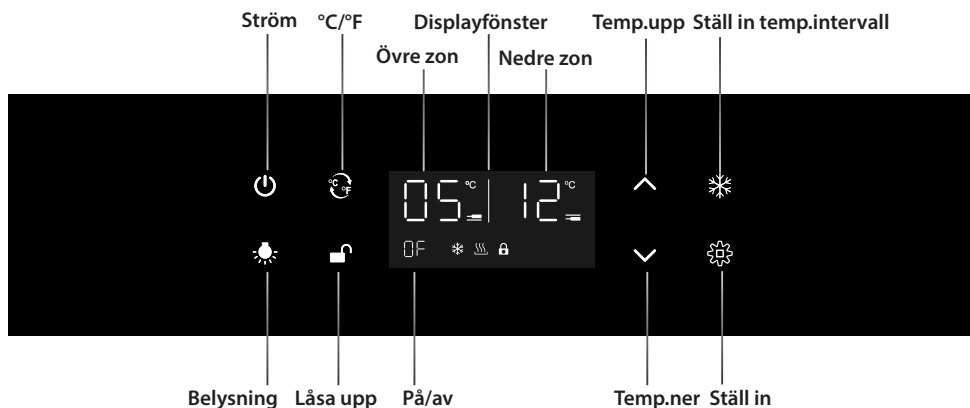 Ström °C/°F Displayfönster Temp.upp Ställ in temp.intervall
Övre zon Nedre zon
°C °F 05 °C 12 °C
OF
Belysning Låsa upp På/av Temp.ner Ställ in